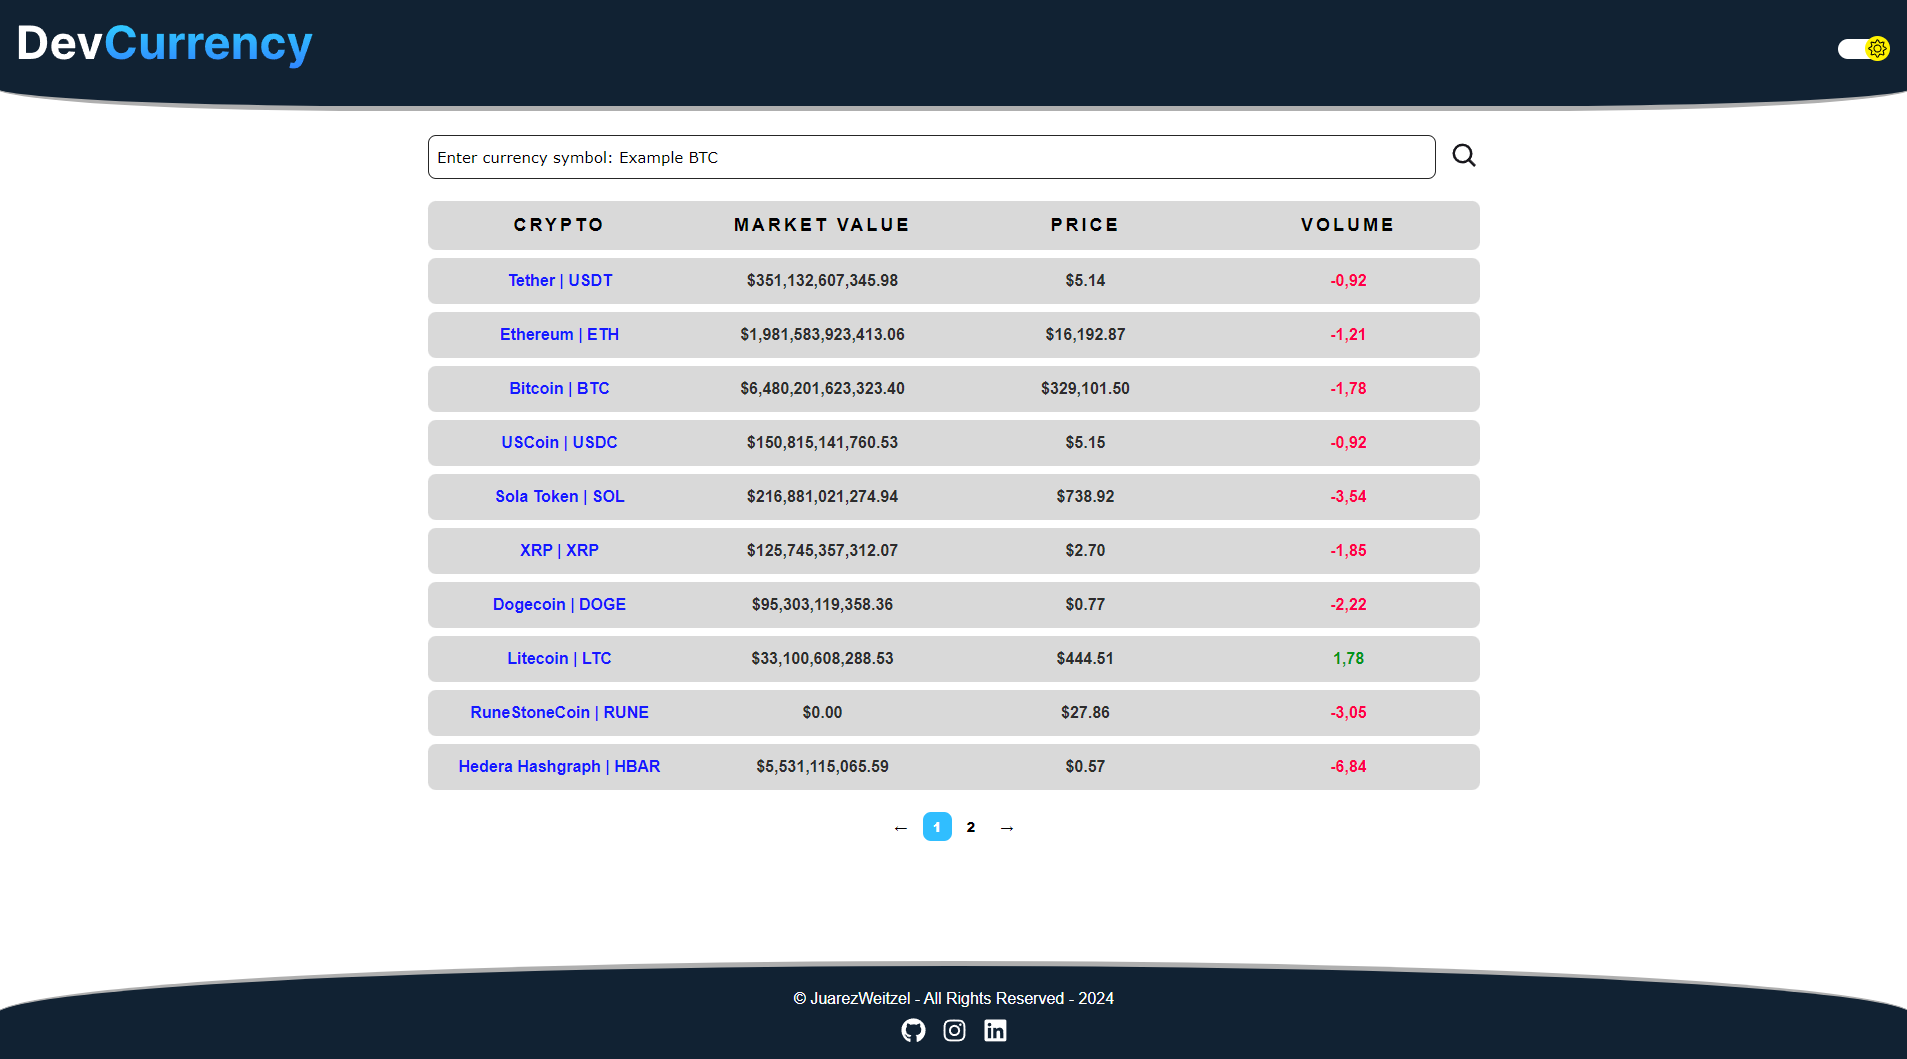 DevCurrency
Enter currency symbol: Example BTC
CRYPTO MARKET VALUE PRICE VOLUME
Tether | USDT $351,132,607,345.98 $5.14 -0,92
Ethereum | ETH $1,981,583,923,413.06 $16,192.87 -1,21
Bitcoin | BTC $6,480,201,623,323.40 $329,101.50 -1,78
USCoin | USDC $150,815,141,760.53 $5.15 -0,92
Sola Token | SOL $216,881,021,274.94 $738.92 -3,54
XRP | XRP $125,745,357,312.07 $2.70 -1,85
Dogecoin | DOGE $95,303,119,358.36 $0.77 -2,22
Litecoin | LTC $33,100,608,288.53 $444.51 1,78
RuneStoneCoin | RUNE $0.00 $27.86 -3,05
Hedera Hashgraph | HBAR $5,531,115,065.59 $0.57 -6,84
← 1 2 →
© JuarezWeitzel - All Rights Reserved - 2024